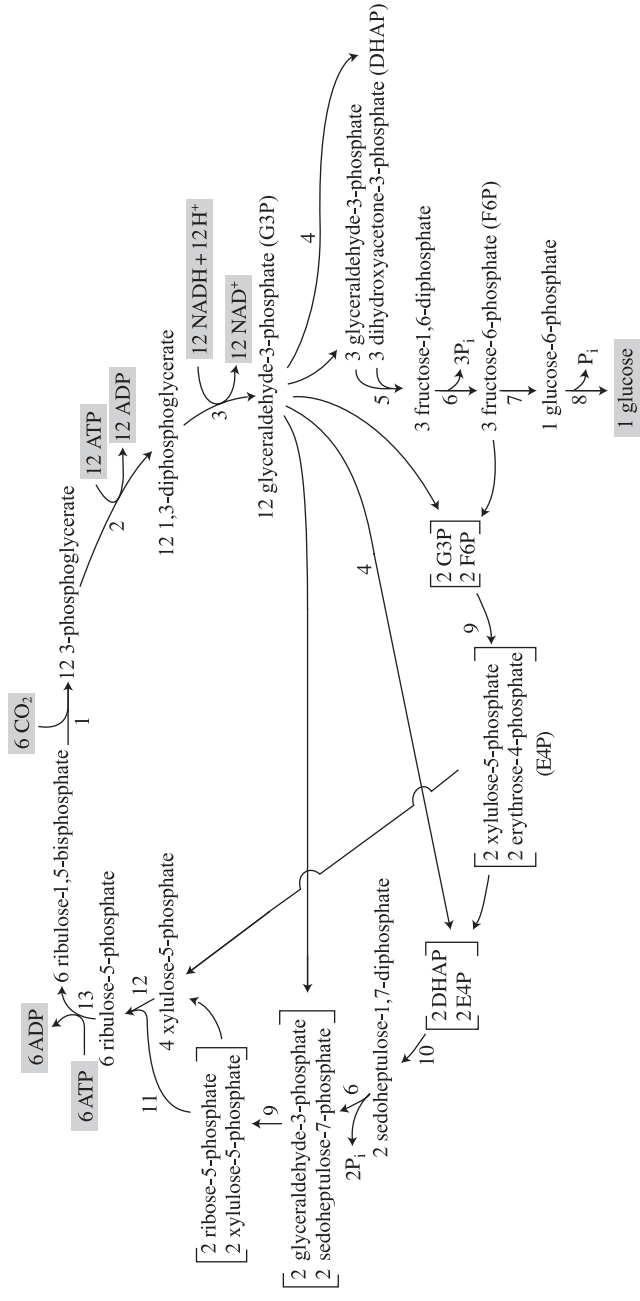 6 CO₂
6 ribulose-1,5-bisphosphate
12 3-phosphoglycerate
1
6 ADP
6 ATP
13
6 ribulose-5-phosphate
12 ATP
12 ADP
2
12 1,3-diphosphoglycerate
12 NADH + 12 H⁺
12 NAD⁺
3
12 glyceraldehyde-3-phosphate (G3P)
12
11
4 xylulose-5-phosphate
2 ribose-5-phosphate
2 xylulose-5-phosphate
9
2 glyceraldehyde-3-phosphate
2 sedoheptulose-7-phosphate
6
2Pᵢ
2 sedoheptulose-1,7-diphosphate
10
2DHAP
2E4P
4
4
3 glyceraldehyde-3-phosphate
3 dihydroxyacetone-3-phosphate (DHAP)
5
3 fructose-1,6-diphosphate
6
3Pᵢ
3 fructose-6-phosphate (F6P)
7
1 glucose-6-phosphate
8
Pᵢ
1 glucose
2 G3P
2 F6P
9
2 xylulose-5-phosphate
2 erythrose-4-phosphate
(E4P)